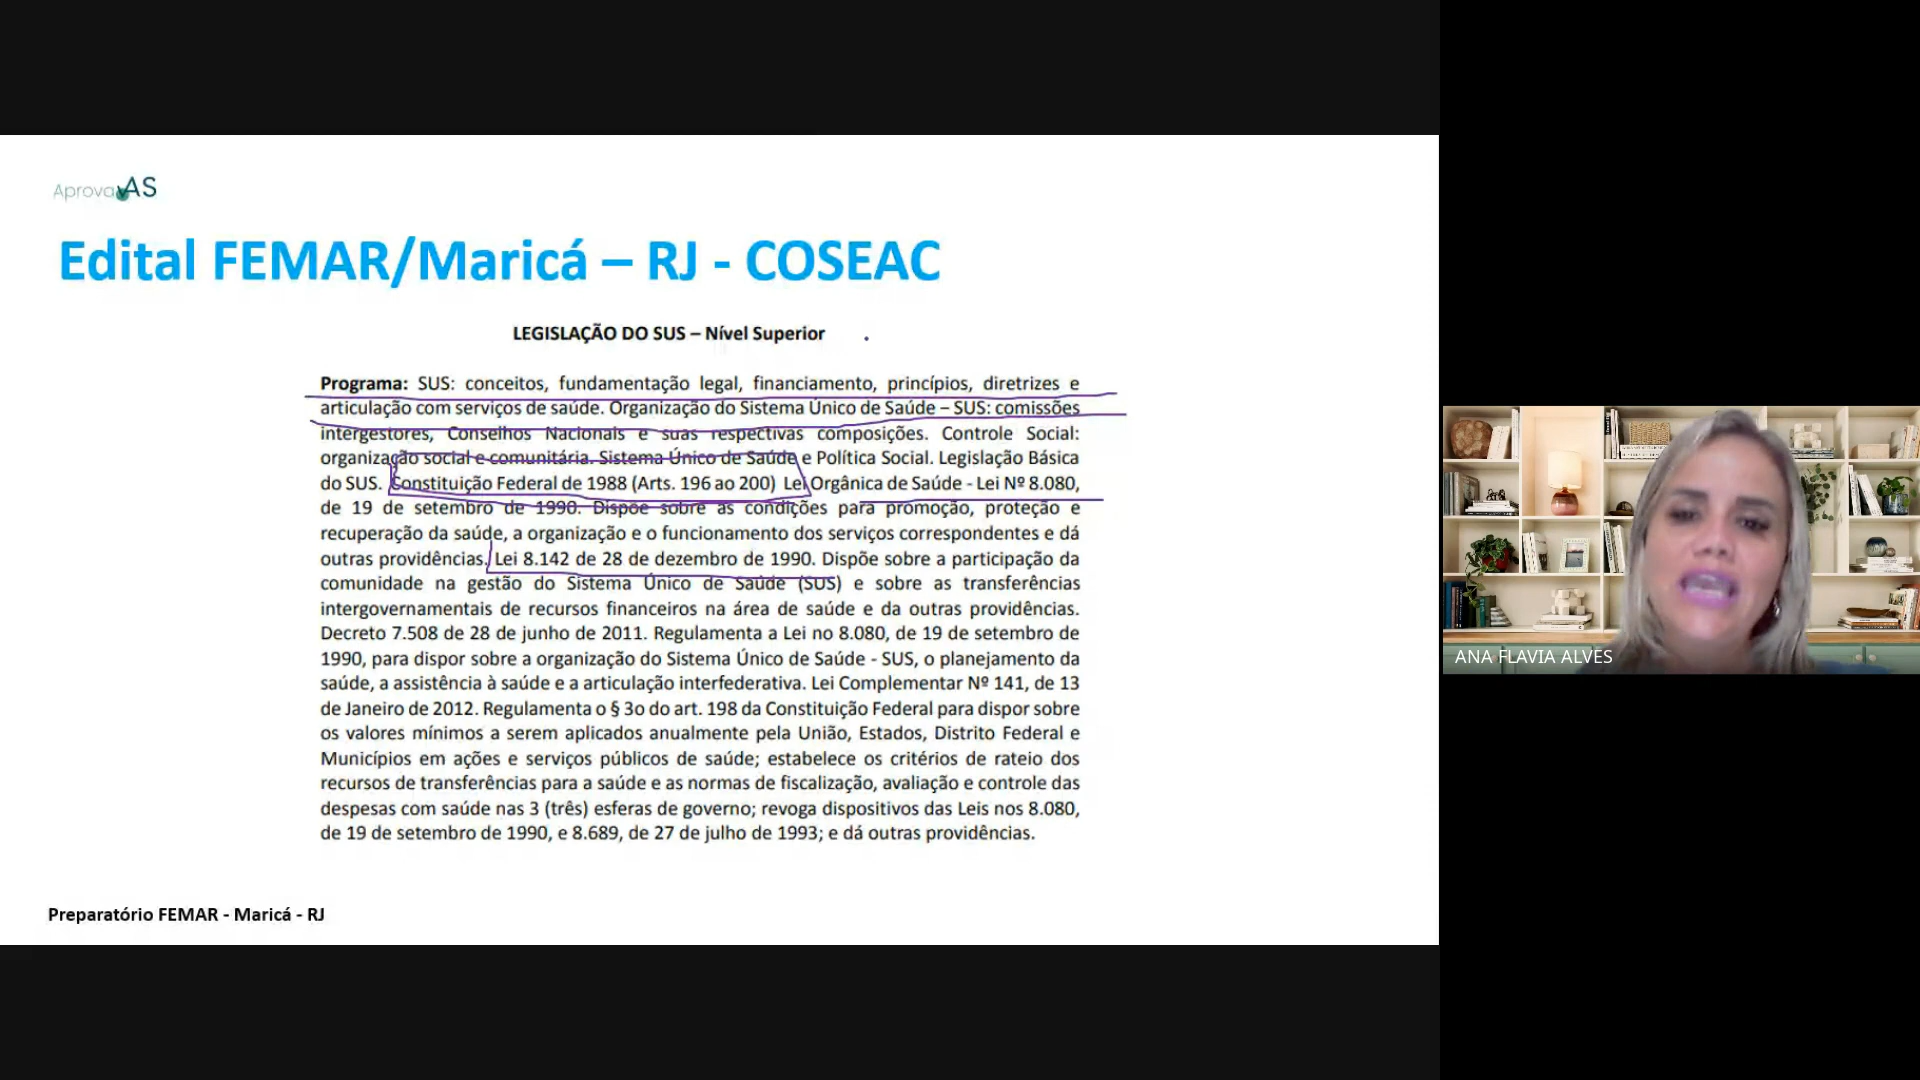 AprovaAS
Edital FEMAR/Maricá – RJ - COSEAC
LEGISLAÇÃO DO SUS – Nível Superior
Programa: SUS: conceitos, fundamentação legal, financiamento, princípios, diretrizes e
articulação com serviços de saúde. Organização do Sistema Único de Saúde – SUS: comissões
intergestores, Conselhos Nacionais e suas respectivas composições. Controle Social:
organização social e comunitária. Sistema Único de Saúde e Política Social. Legislação Básica
do SUS. Constituição Federal de 1988 (Arts. 196 ao 200) Lei Orgânica de Saúde - Lei Nº 8.080,
de 19 de setembro de 1990. Dispõe sobre as condições para promoção, proteção e
recuperação da saúde, a organização e o funcionamento dos serviços correspondentes e dá
outras providências. Lei 8.142 de 28 de dezembro de 1990. Dispõe sobre a participação da
comunidade na gestão do Sistema Único de Saúde (SUS) e sobre as transferências
intergovernamentais de recursos financeiros na área de saúde e da outras providências.
Decreto 7.508 de 28 de junho de 2011. Regulamenta a Lei no 8.080, de 19 de setembro de
1990, para dispor sobre a organização do Sistema Único de Saúde - SUS, o planejamento da
saúde, a assistência à saúde e a articulação interfederativa. Lei Complementar Nº 141, de 13
de Janeiro de 2012. Regulamenta o § 3o do art. 198 da Constituição Federal para dispor sobre
os valores mínimos a serem aplicados anualmente pela União, Estados, Distrito Federal e
Municípios em ações e serviços públicos de saúde; estabelece os critérios de rateio dos
recursos de transferências para a saúde e as normas de fiscalização, avaliação e controle das
despesas com saúde nas 3 (três) esferas de governo; revoga dispositivos das Leis nos 8.080,
de 19 de setembro de 1990, e 8.689, de 27 de julho de 1993; e dá outras providências.
Preparatório FEMAR - Maricá - RJ
ANA FLAVIA ALVES